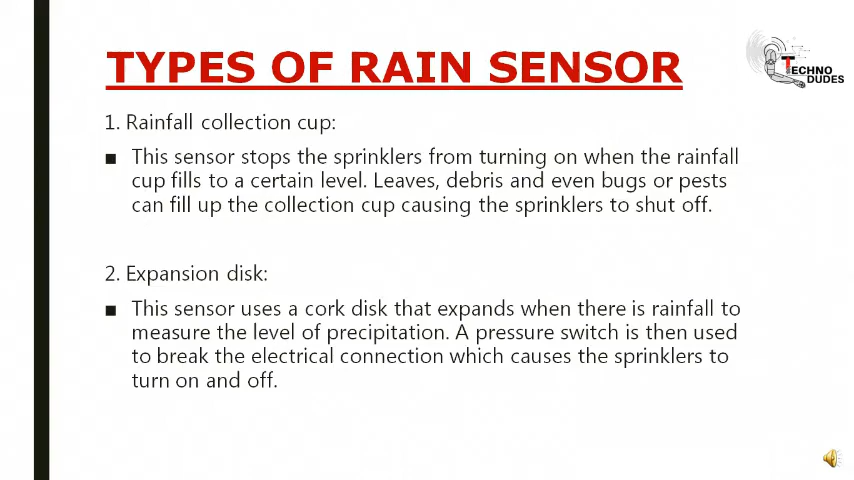 TYPES OF RAIN SENSOR
TECHNO
DUDES
1. Rainfall collection cup:
▪ This sensor stops the sprinklers from turning on when the rainfall
cup fills to a certain level. Leaves, debris and even bugs or pests
can fill up the collection cup causing the sprinklers to shut off.
2. Expansion disk:
▪ This sensor uses a cork disk that expands when there is rainfall to
measure the level of precipitation. A pressure switch is then used
to break the electrical connection which causes the sprinklers to
turn on and off.